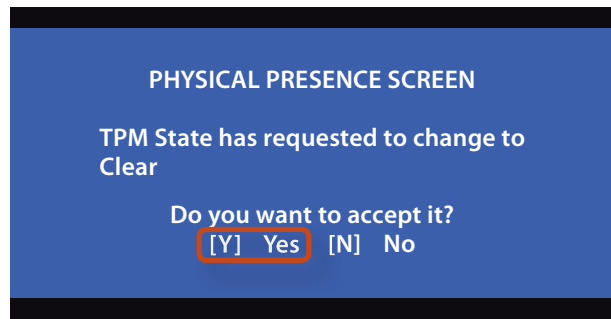 PHYSICAL PRESENCE SCREEN
TPM State has requested to change to
Clear
Do you want to accept it?
[Y] Yes [N] No